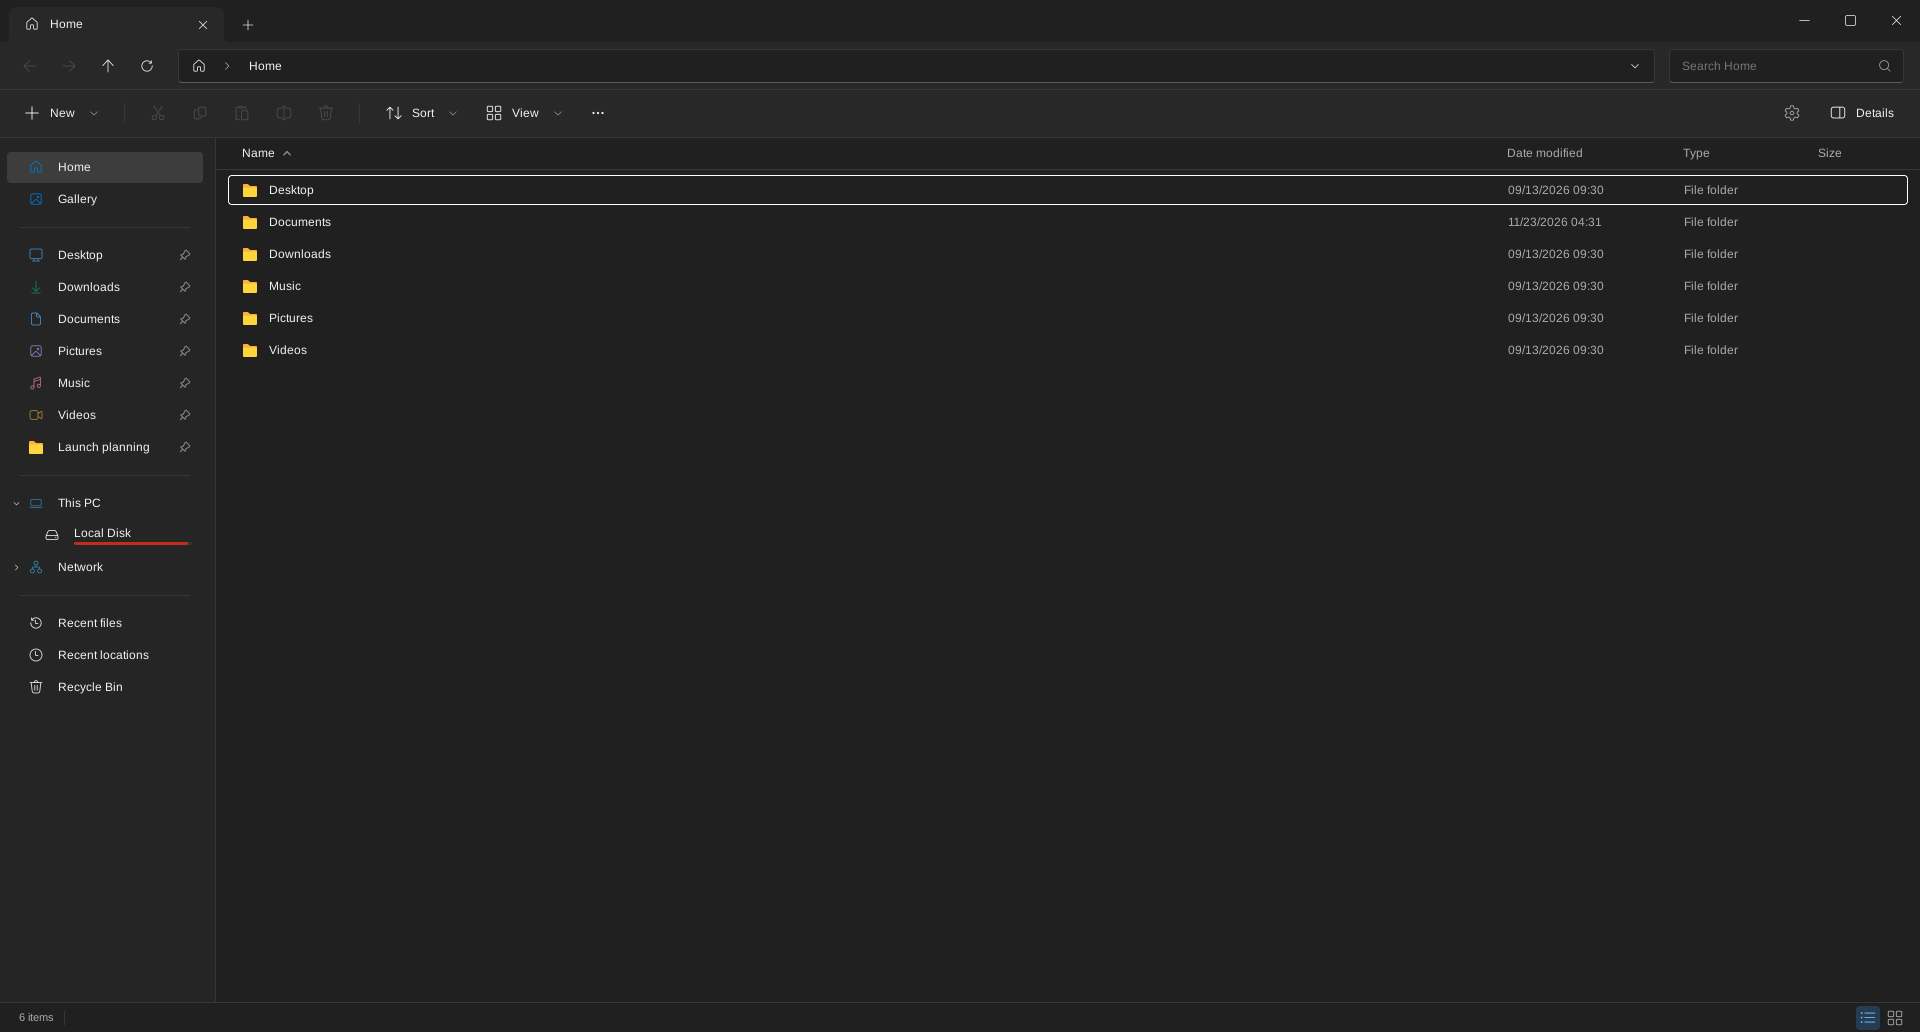 Home
Home
Search Home
New
Sort
View
Details
Home
Gallery
Desktop
Downloads
Documents
Pictures
Music
Videos
Launch planning
This PC
Local Disk
Network
Recent files
Recent locations
Recycle Bin
Name Date modified Type Size
Desktop 09/13/2026 09:30 File folder
Documents 11/23/2026 04:31 File folder
Downloads 09/13/2026 09:30 File folder
Music 09/13/2026 09:30 File folder
Pictures 09/13/2026 09:30 File folder
Videos 09/13/2026 09:30 File folder
6 items